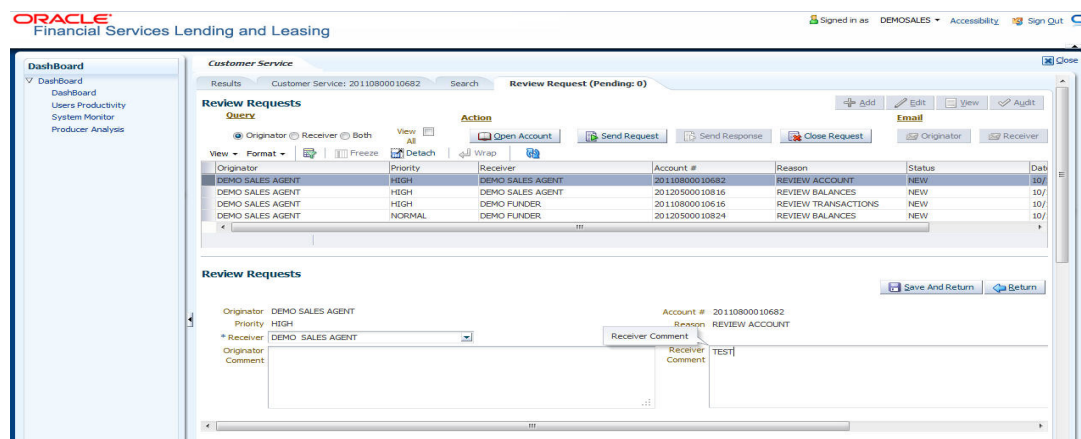 ORACLE
Financial Services Lending and Leasing
Signed in as DEMOSALES Accessibility Sign Out
Close
DashBoard
DashBoard
DashBoard
Users Productivity
System Monitor
Producer Analysis
Customer Service
Results Customer Service: 20110800010682 Search Review Request (Pending: 0)
Review Requests
Add Edit View Audit
Query Action Email
Originator Receiver Both View All Open Account Send Request Send Response Close Request Originator Receiver
View Format Freeze Detach Wrap
Originator Priority Receiver Account # Reason Status Dat
DEMO SALES AGENT HIGH DEMO SALES AGENT 20110800010682 REVIEW ACCOUNT NEW 10/
DEMO SALES AGENT HIGH DEMO SALES AGENT 20120500010816 REVIEW BALANCES NEW 10/
DEMO SALES AGENT HIGH DEMO FUNDER 20110800010616 REVIEW TRANSACTIONS NEW 10/
DEMO SALES AGENT NORMAL DEMO FUNDER 20120500010824 REVIEW BALANCES NEW 10/
Review Requests
Save And Return Return
Originator DEMO SALES AGENT Account # 20110800010682
Priority HIGH Reason REVIEW ACCOUNT
* Receiver DEMO SALES AGENT Receiver Comment
Originator Comment Receiver Comment TEST